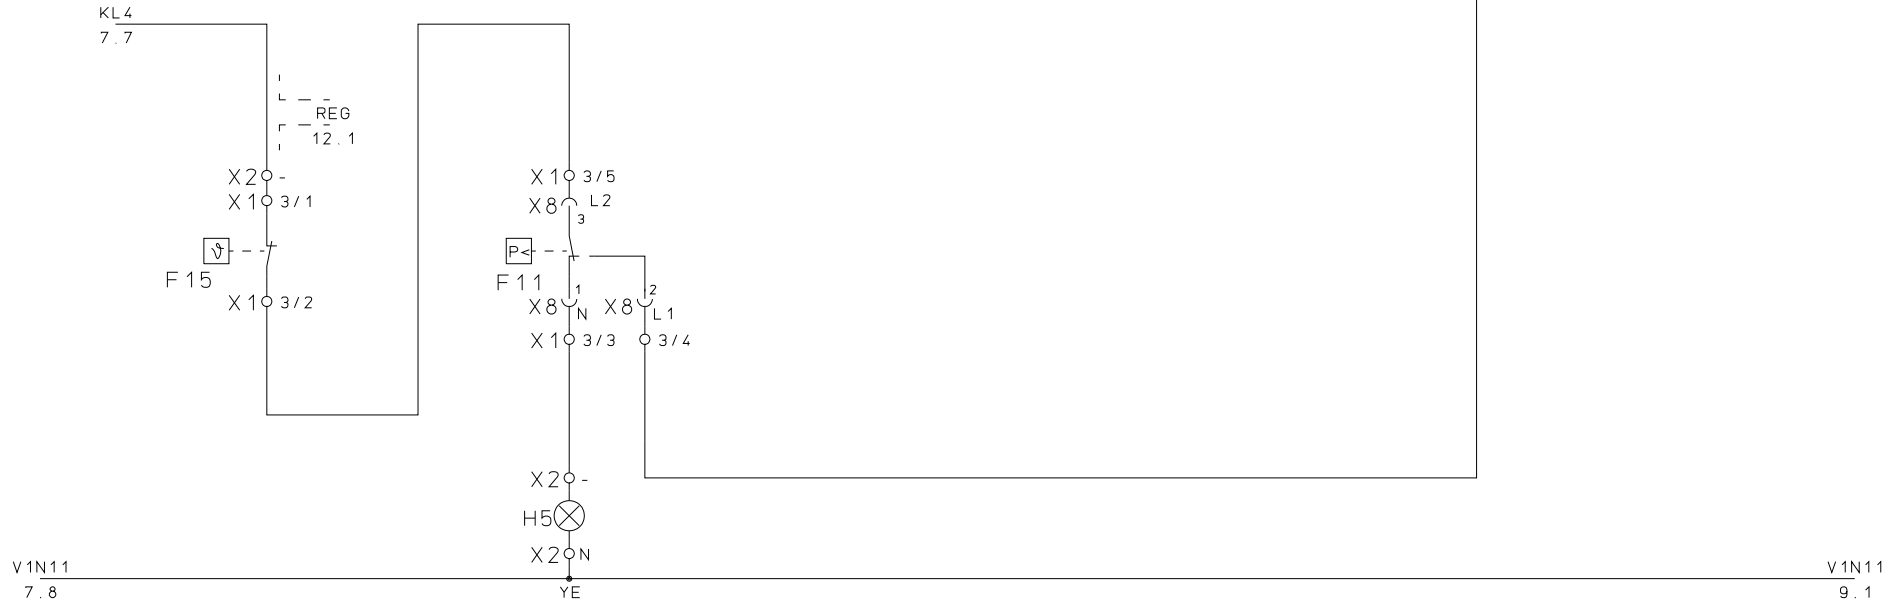 KL4
7.7
REG
12.1
X2 -
X1 3/1
ϑ
F15
X1 3/2
X1 3/5
X8 L2
3
P<
F11
1
X8 N
2
X8 L1
X1 3/3
3/4
X2 -
H5
X2 N
YE
V1N11
7.8
V1N11
9.1